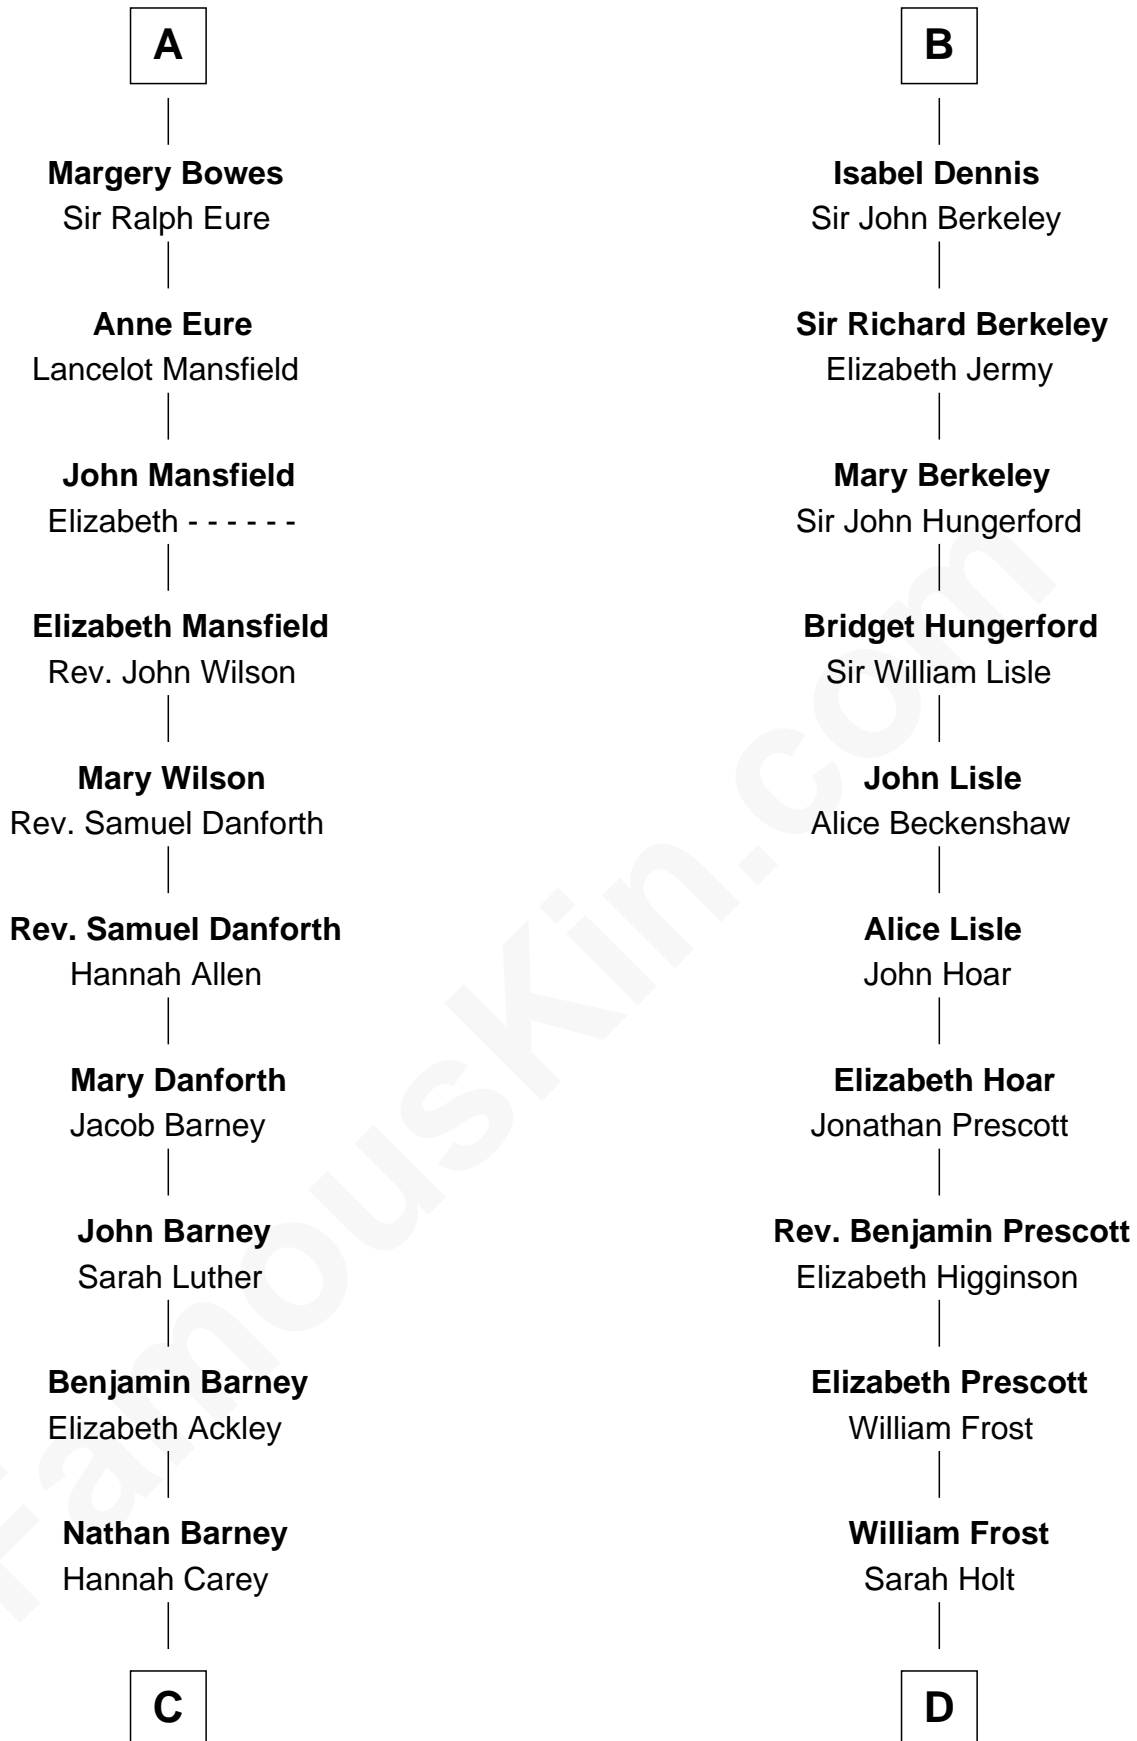 A
Margery Bowes
Sir Ralph Eure
Anne Eure
Lancelot Mansfield
John Mansfield
Elizabeth - - - - - -
Elizabeth Mansfield
Rev. John Wilson
Mary Wilson
Rev. Samuel Danforth
Rev. Samuel Danforth
Hannah Allen
Mary Danforth
Jacob Barney
John Barney
Sarah Luther
Benjamin Barney
Elizabeth Ackley
Nathan Barney
Hannah Carey
C
B
Isabel Dennis
Sir John Berkeley
Sir Richard Berkeley
Elizabeth Jermy
Mary Berkeley
Sir John Hungerford
Bridget Hungerford
Sir William Lisle
John Lisle
Alice Beckenshaw
Alice Lisle
John Hoar
Elizabeth Hoar
Jonathan Prescott
Rev. Benjamin Prescott
Elizabeth Higginson
Elizabeth Prescott
William Frost
William Frost
Sarah Holt
D
FamousKin.com